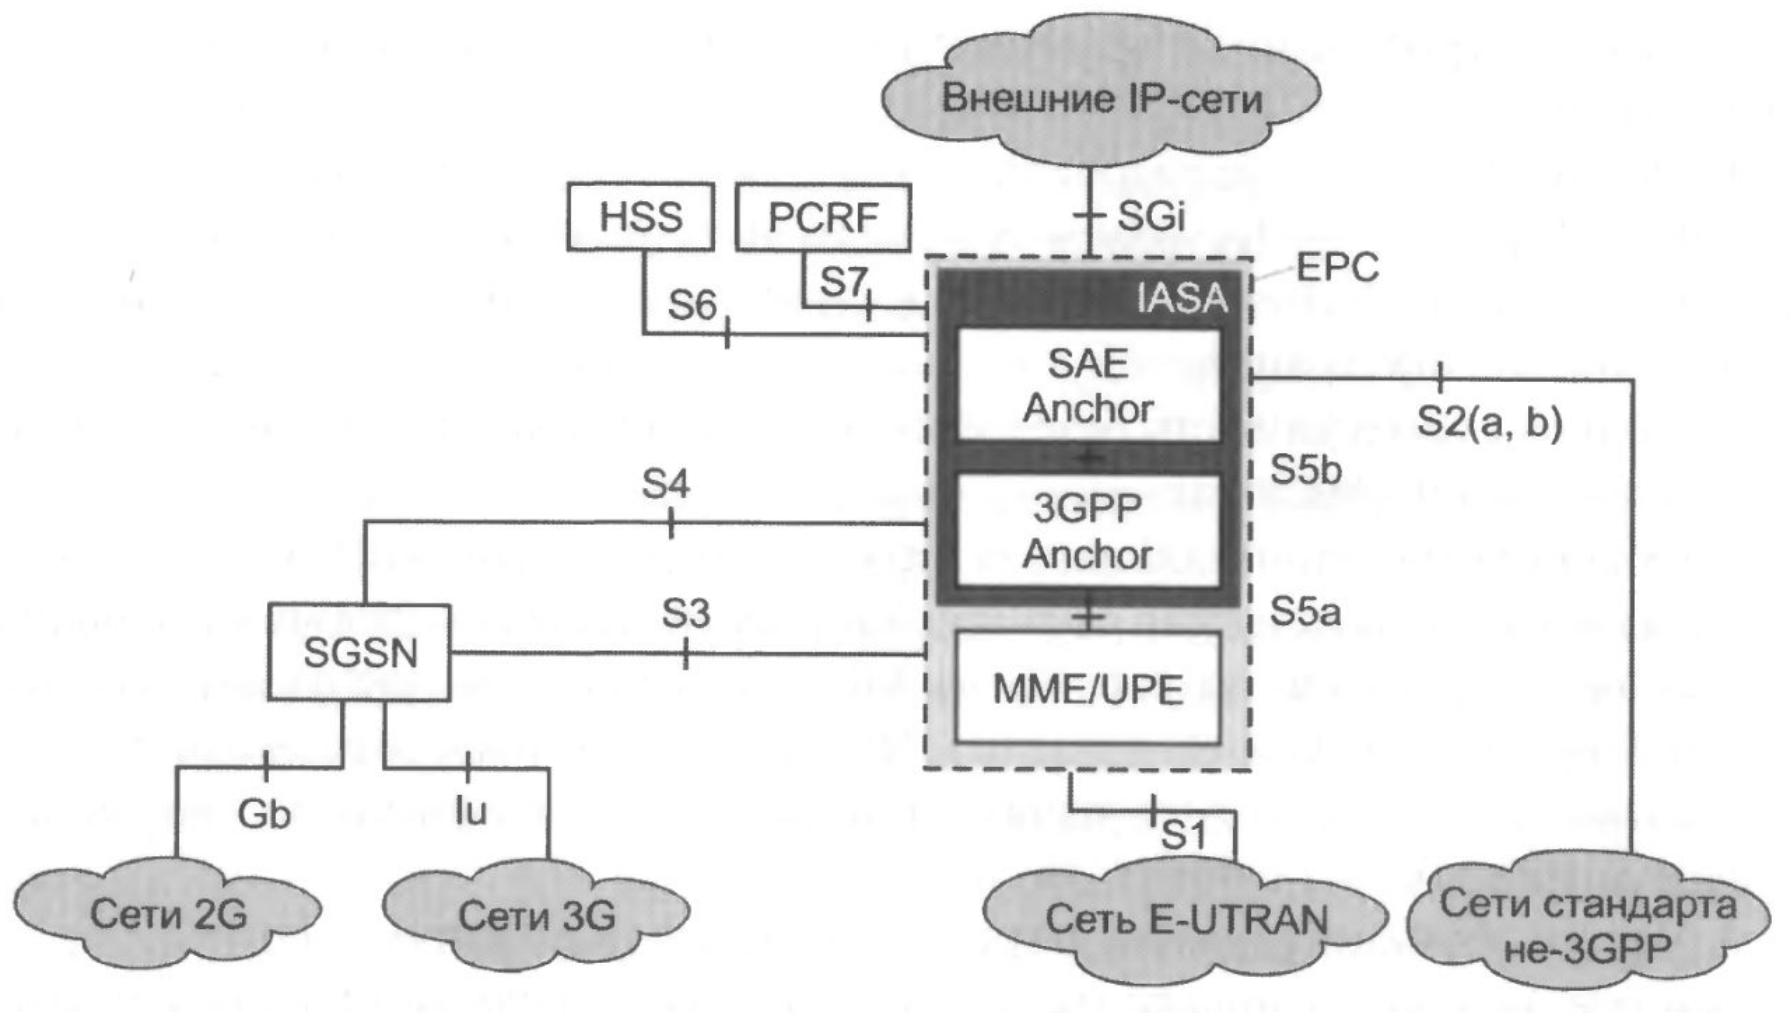 Внешние IP-сети
HSS
PCRF
SGi
EPC
S7
S6
IASA
SAE
Anchor
S2(a, b)
S5b
S4
3GPP
Anchor
S5a
S3
SGSN
MME/UPE
Gb
Iu
S1
Сети 2G
Сети 3G
Сеть E-UTRAN
Сети стандарта
не-3GPP